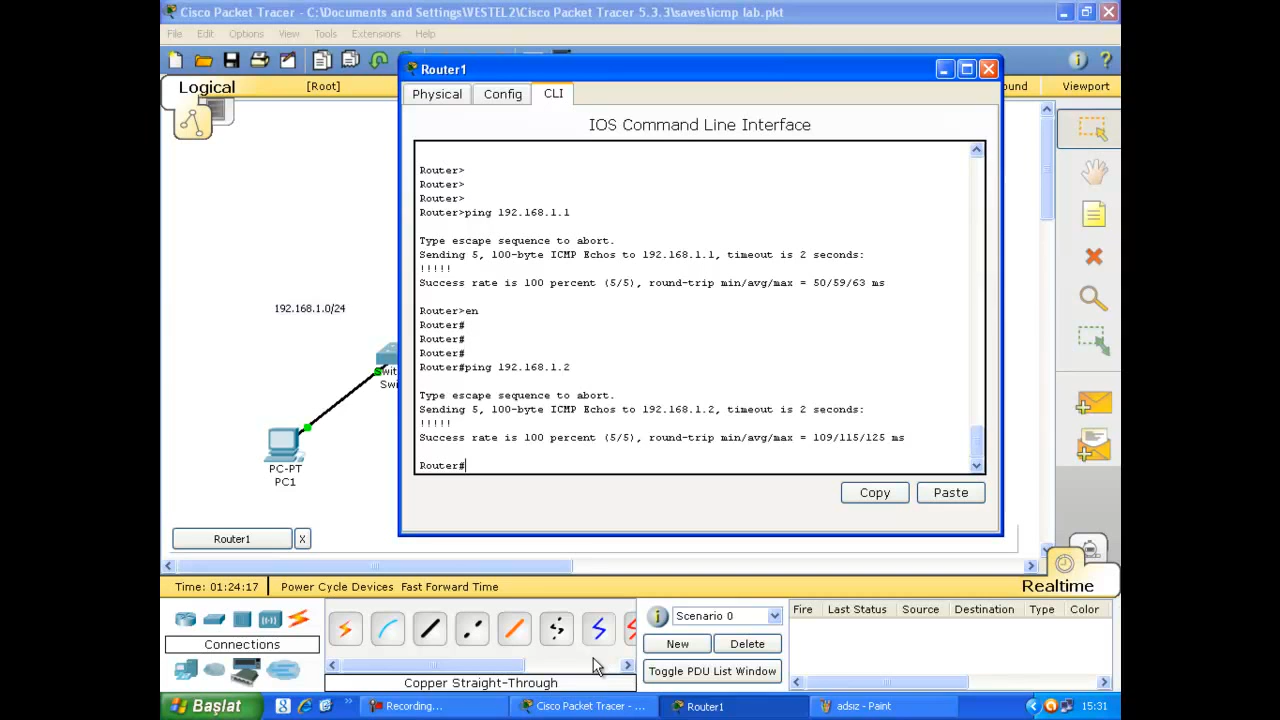 Cisco Packet Tracer - C:\Documents and Settings\WESTEL2\Cisco Packet Tracer 5.3.3\saves\icmp lab.pkt
File Edit Options View Tools Extensions Help
Router1
Logical
[Root]
ound
Viewport
Physical
Config
CLI
IOS Command Line Interface
Router>
Router>
Router>
Router>ping 192.168.1.1
Type escape sequence to abort.
Sending 5, 100-byte ICMP Echos to 192.168.1.1, timeout is 2 seconds:
!!!!!
Success rate is 100 percent (5/5), round-trip min/avg/max = 50/59/63 ms
Router>en
Router#
Router#
Router#
Router#ping 192.168.1.2
Type escape sequence to abort.
Sending 5, 100-byte ICMP Echos to 192.168.1.2, timeout is 2 seconds:
!!!!!
Success rate is 100 percent (5/5), round-trip min/avg/max = 109/115/125 ms
Router#
Copy
Paste
192.168.1.0/24
Swit
Sw
PC-PT
PC1
Router1
X
Time: 01:24:17
Power Cycle Devices Fast Forward Time
Realtime
Connections
Copper Straight-Through
i
Scenario 0
New
Delete
Toggle PDU List Window
Fire Last Status Source Destination Type Color
Başlat
Recording...
Cisco Packet Tracer - ...
Router1
adsız - Paint
15:31